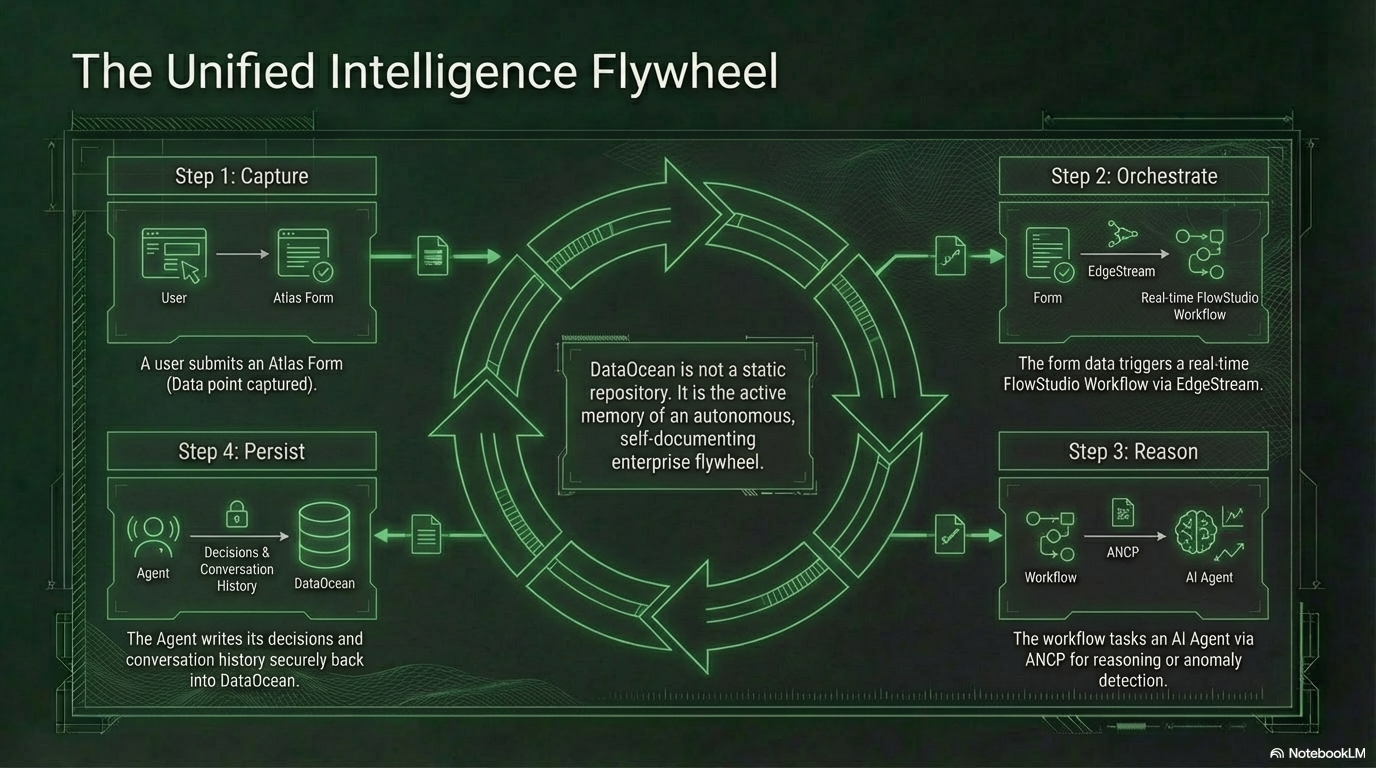 The Unified Intelligence Flywheel
Step 1: Capture
User
Atlas Form
A user submits an Atlas Form
(Data point captured).
Step 2: Orchestrate
Form
EdgeStream
Real-time FlowStudio
Workflow
The form data triggers a real-time
FlowStudio Workflow via EdgeStream.
DataOcean is not a static
repository. It is the active
memory of an autonomous,
self-documenting
enterprise flywheel.
Step 3: Reason
Workflow
ANCP
AI Agent
The workflow tasks an AI Agent via
ANCP for reasoning or anomaly
detection.
Step 4: Persist
Agent
Decisions &
Conversation
History
DataOcean
The Agent writes its decisions and
conversation history securely back
into DataOcean.
NotebookLM